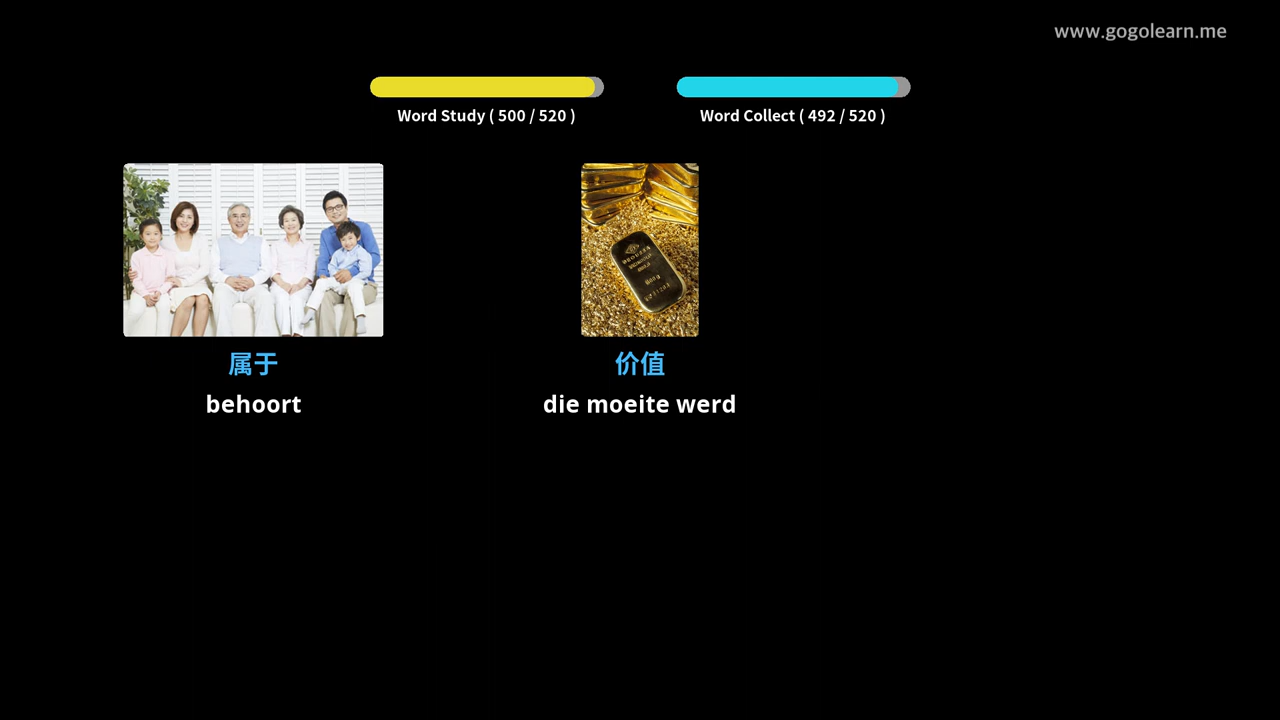 www.gogolearn.me
Word Study ( 500 / 520 )
Word Collect ( 492 / 520 )
属于
价值
behoort
die moeite werd